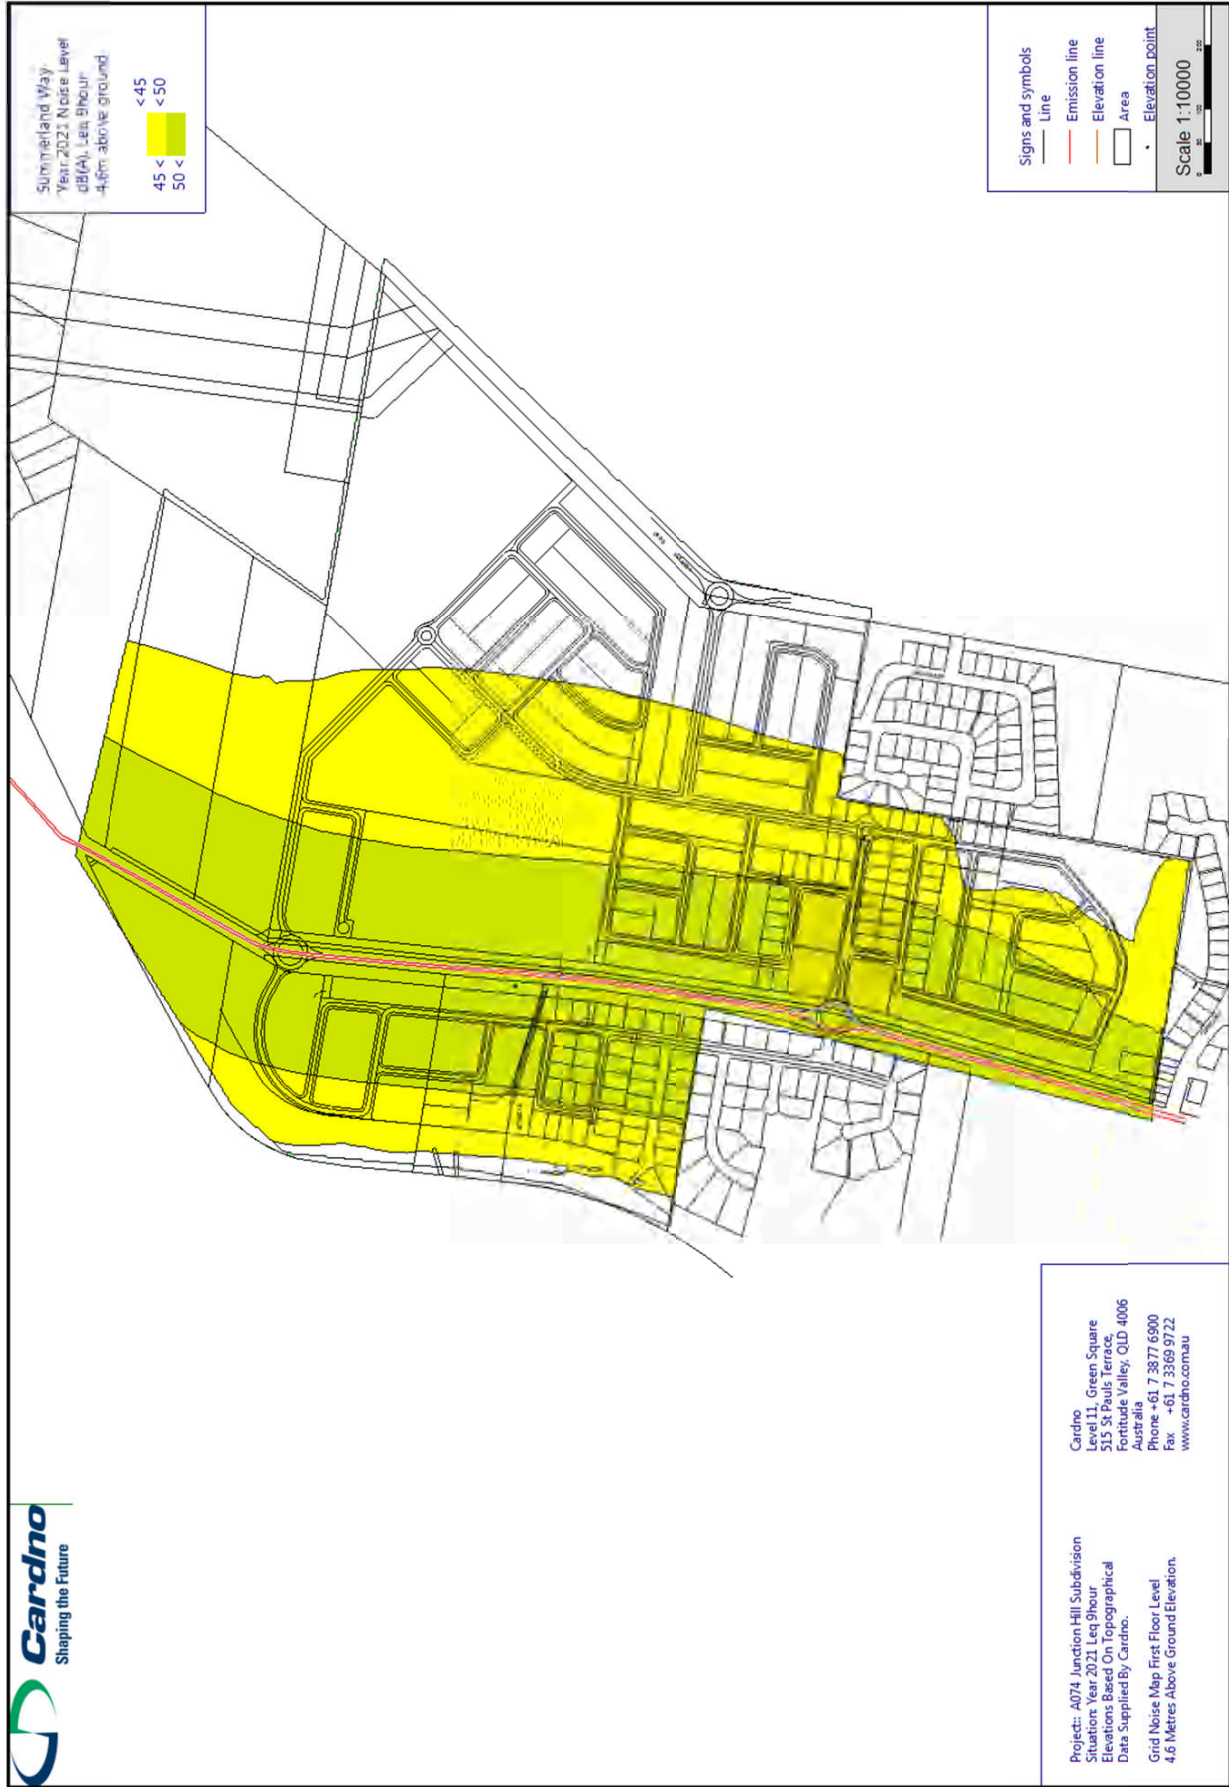 Cardno
Shaping the Future
Summerland Way
Year 2021 Noise Level
dB(A), Leq, 9hour
4.6m above ground
<45
45 < <50
50 <
Signs and symbols
Line
Emission line
Elevation line
Area
Elevation point
Scale 1:10000
0 50 100 200
Project:: A074 Junction Hill Subdivision
Situation: Year 2021 Leq 9hour
Elevations Based On Topographical
Data Supplied By Cardno.
Grid Noise Map First Floor Level
4.6 Metres Above Ground Elevation.
Cardno
Level 11, Green Square
515 St Pauls Terrace,
Fortitude Valley, QLD 4006
Australia
Phone +61 7 3877 6900
Fax +61 7 3369 9722
www.cardno.com.au